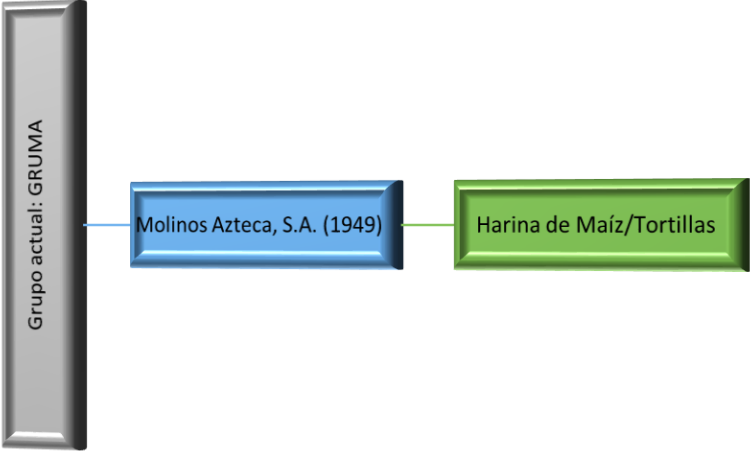 Grupo actual: GRUMA
Molinos Azteca, S.A. (1949)
Harina de Maíz/Tortillas